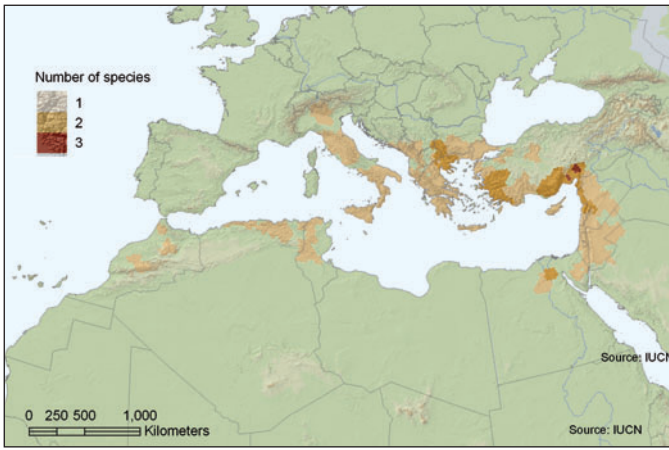 Number of species
1
2
3
Source: IUCN
0 250 500 1,000
Kilometers
Source: IUCN